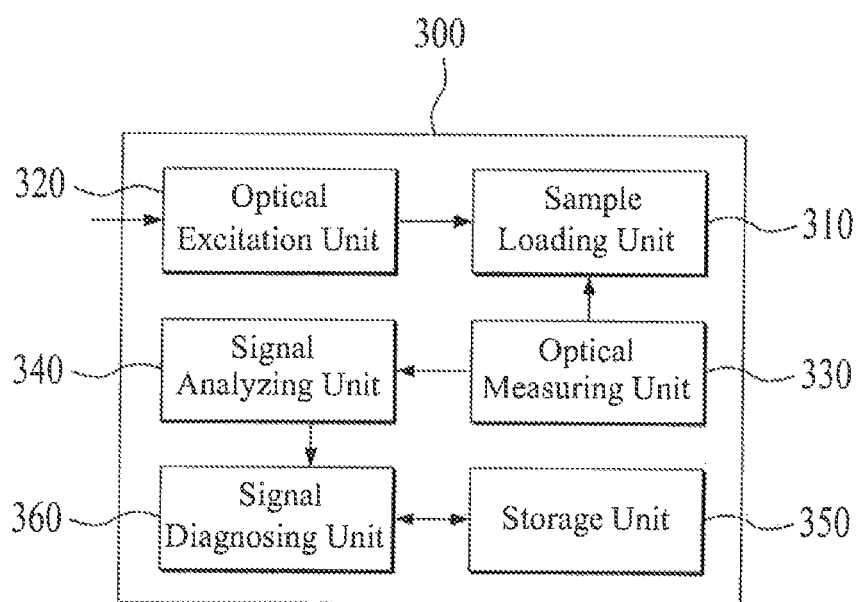 300
320
Optical
Excitation Unit
Sample
Loading Unit
310
340
Signal
Analyzing Unit
Optical
Measuring Unit
330
360
Signal
Diagnosing Unit
Storage Unit
350